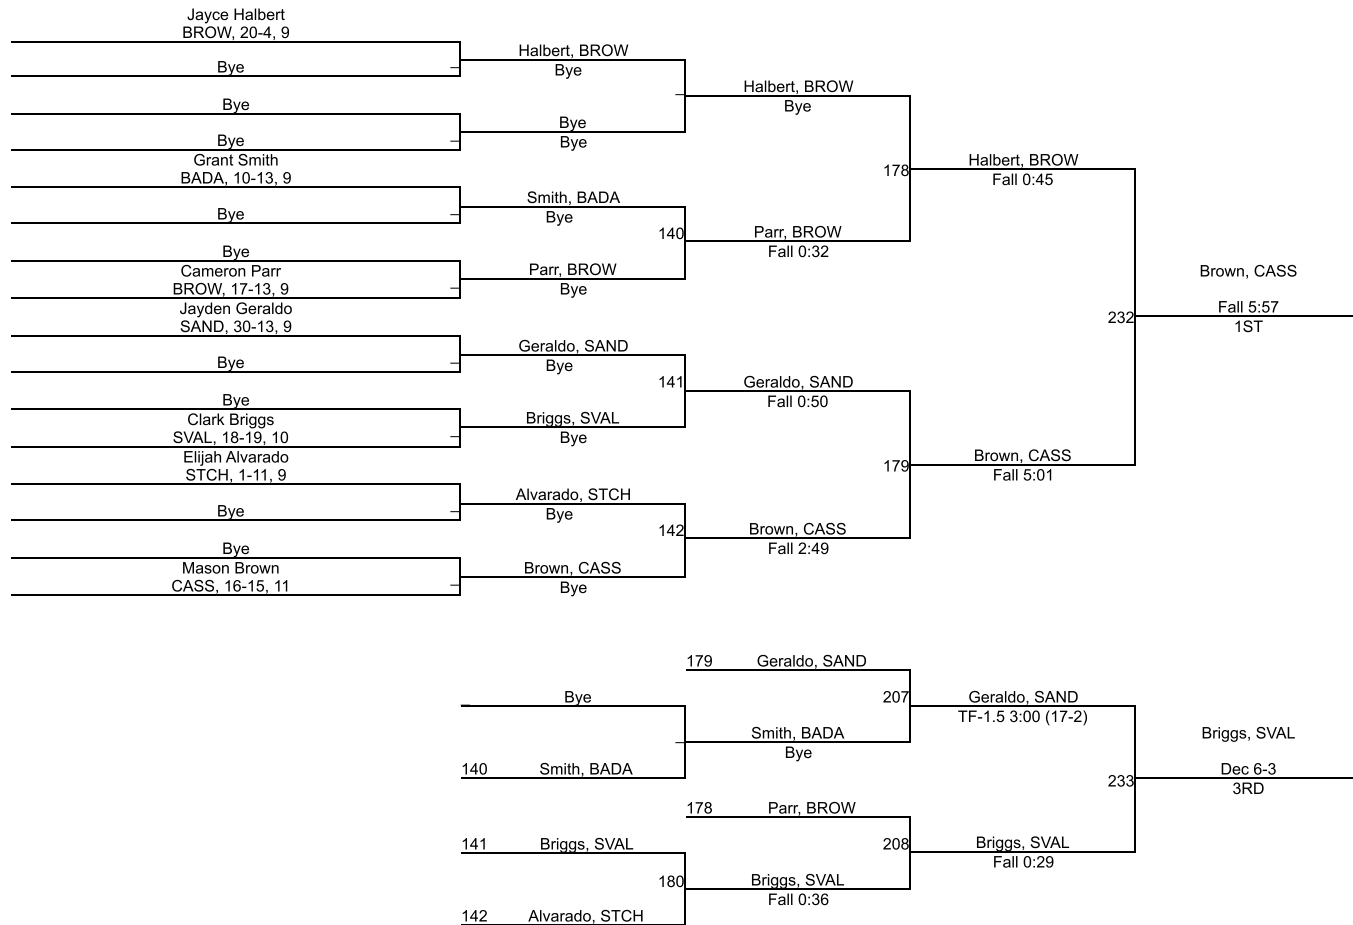 Jayce Halbert
BROW, 20-4, 9
Bye
Bye
Bye
Grant Smith
BADA, 10-13, 9
Bye
Bye
Cameron Parr
BROW, 17-13, 9
Jayden Geraldo
SAND, 30-13, 9
Bye
Bye
Clark Briggs
SVAL, 18-19, 10
Elijah Alvarado
STCH, 1-11, 9
Bye
Bye
Mason Brown
CASS, 16-15, 11
Halbert, BROW
Bye
Bye
Bye
Smith, BADA
Bye
140
Parr, BROW
Bye
Geraldo, SAND
Bye
141
Briggs, SVAL
Bye
Alvarado, STCH
Bye
142
Brown, CASS
Bye
Halbert, BROW
Bye
178
Parr, BROW
Fall 0:32
Geraldo, SAND
Fall 0:50
179
Brown, CASS
Fall 2:49
Halbert, BROW
Fall 0:45
232
Brown, CASS
Fall 5:01
Brown, CASS
Fall 5:57
1ST
179 Geraldo, SAND
Bye
207
Smith, BADA
Bye
140 Smith, BADA
178 Parr, BROW
141 Briggs, SVAL
208
180
Briggs, SVAL
Fall 0:36
142 Alvarado, STCH
Geraldo, SAND
TF-1.5 3:00 (17-2)
233
Briggs, SVAL
Fall 0:29
Briggs, SVAL
Dec 6-3
3RD